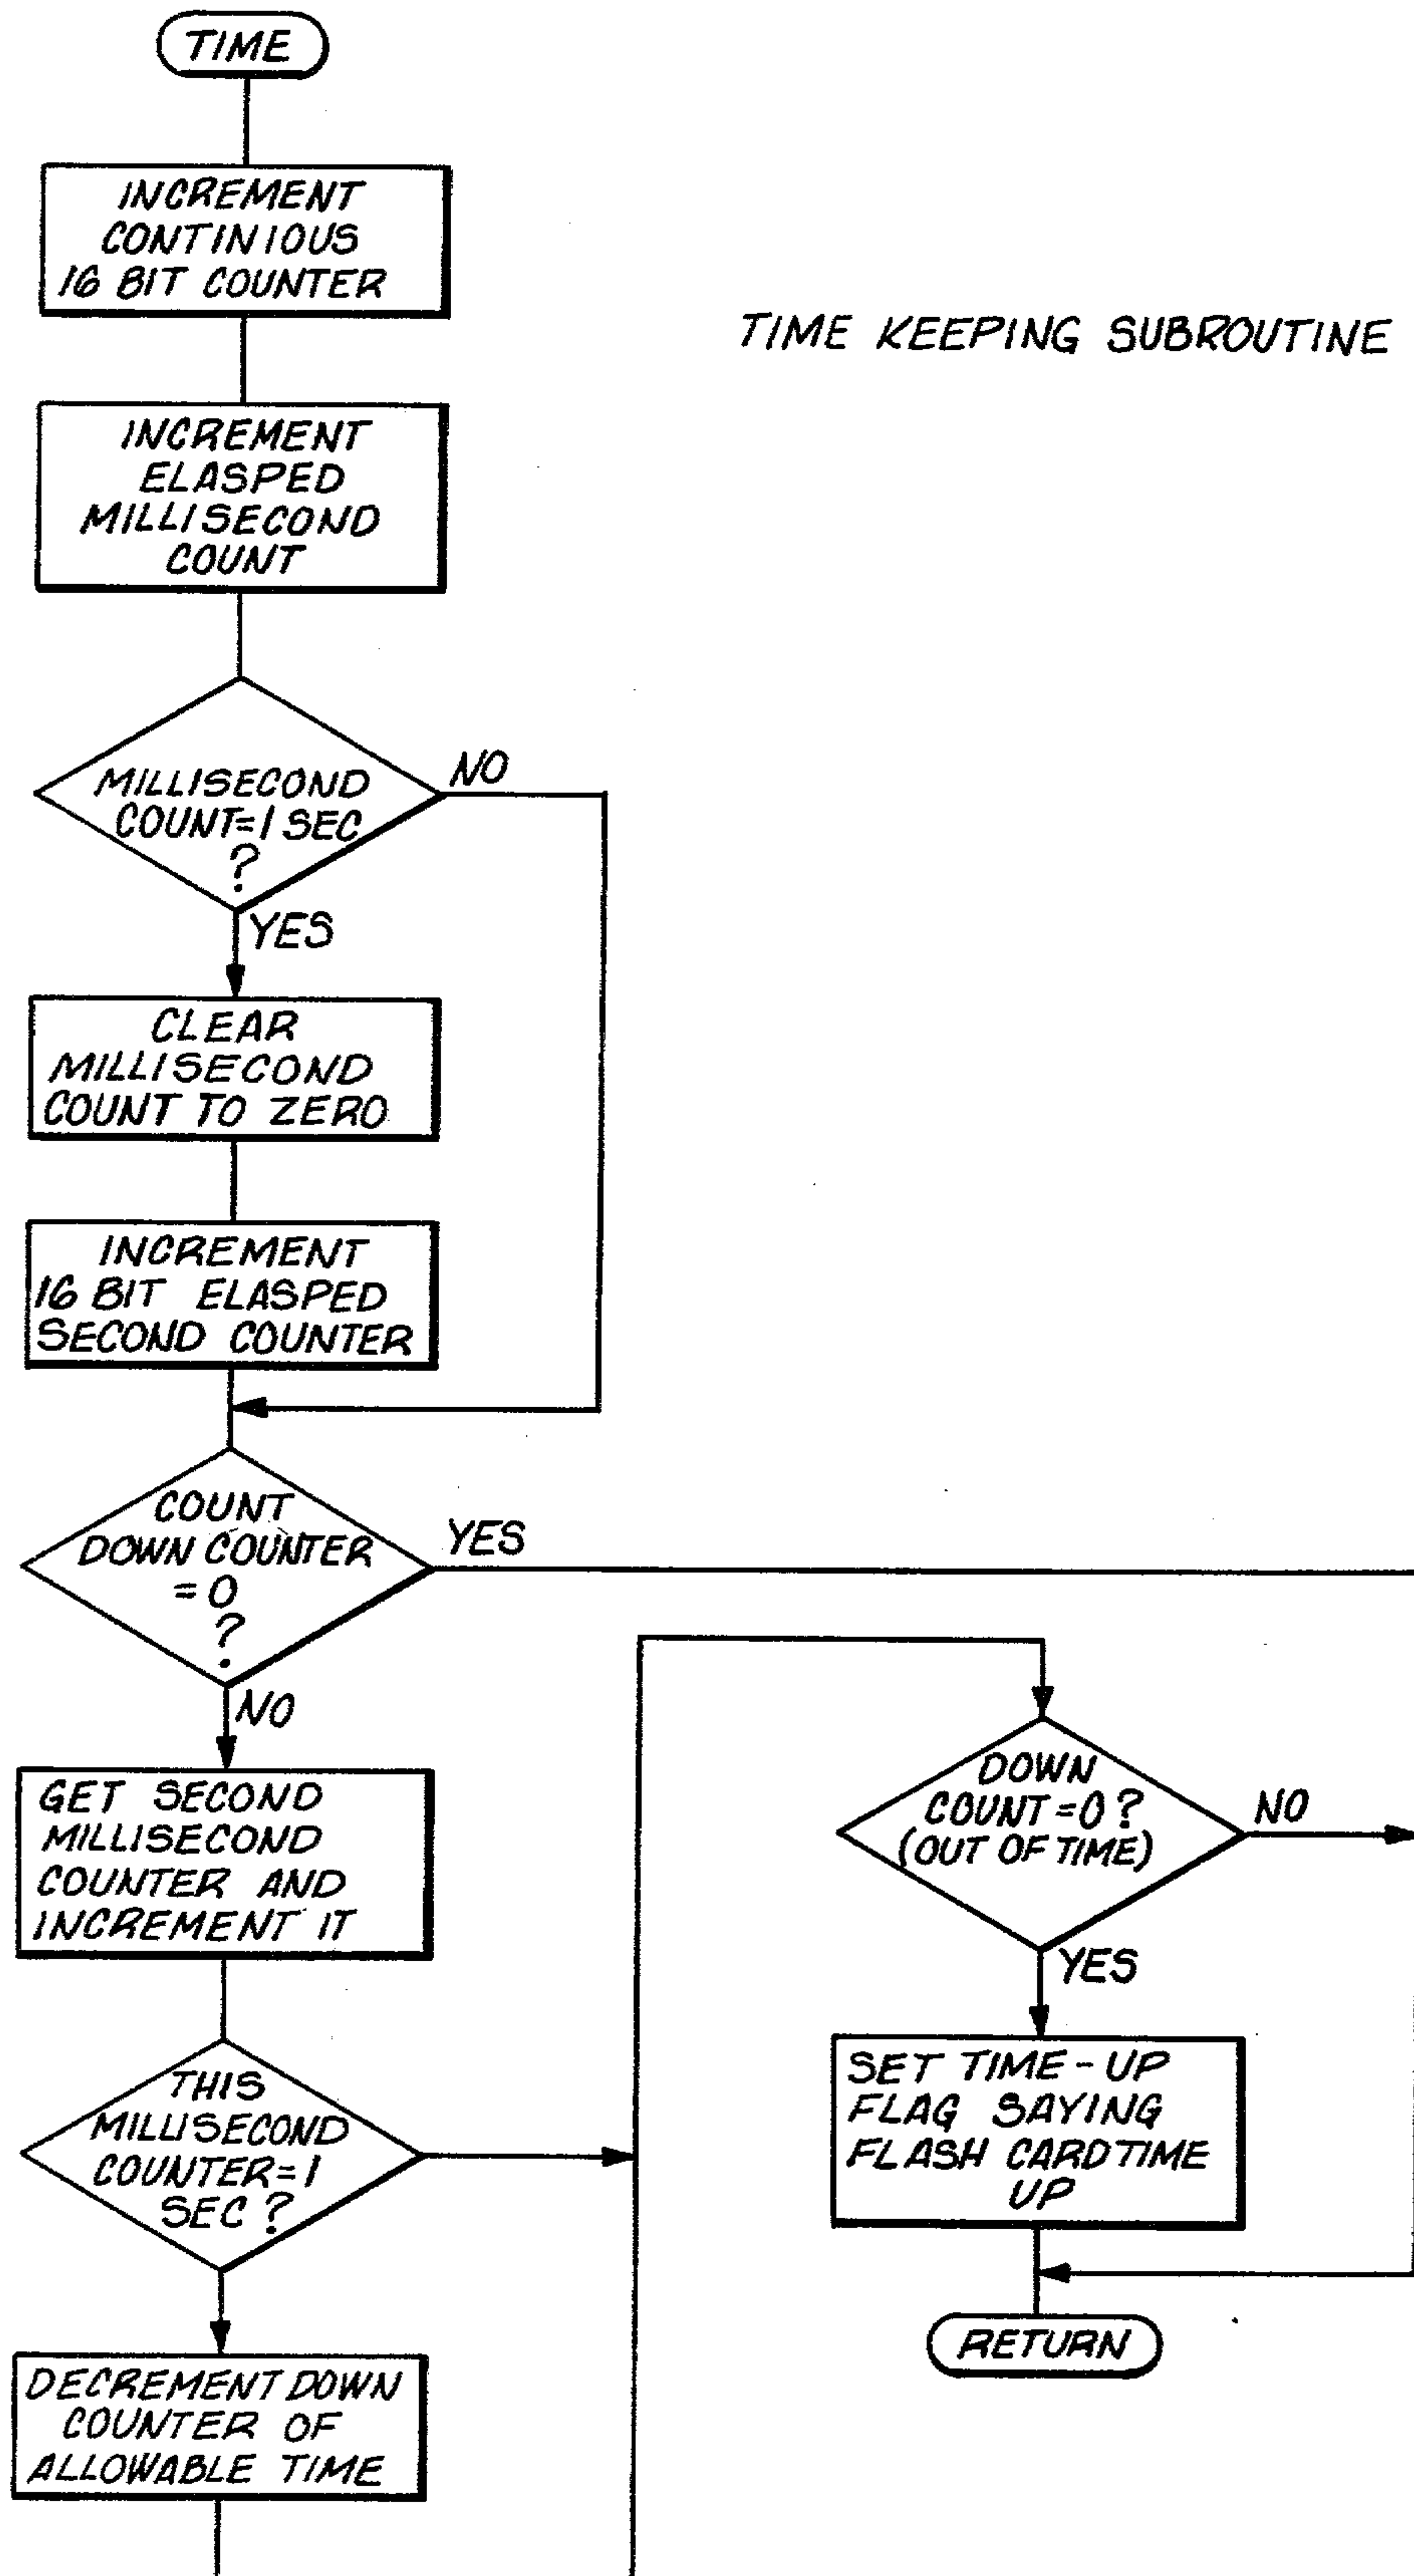 TIME
INCREMENT
CONTINIOUS
16 BIT COUNTER
TIME KEEPING SUBROUTINE
INCREMENT
ELASPED
MILLISECOND
COUNT
MILLISECOND
COUNT=1 SEC
?
NO
YES
CLEAR
MILLISECOND
COUNT TO ZERO
INCREMENT
16 BIT ELASPED
SECOND COUNTER
COUNT
DOWN COUNTER
=0
?
YES
NO
GET SECOND
MILLISECOND
COUNTER AND
INCREMENT IT
THIS
MILLISECOND
COUNTER=1
SEC?
DECREMENT DOWN
COUNTER OF
ALLOWABLE TIME
DOWN
COUNT=0?
(OUT OF TIME)
NO
YES
SET TIME-UP
FLAG SAYING
FLASH CARDTIME
UP
RETURN